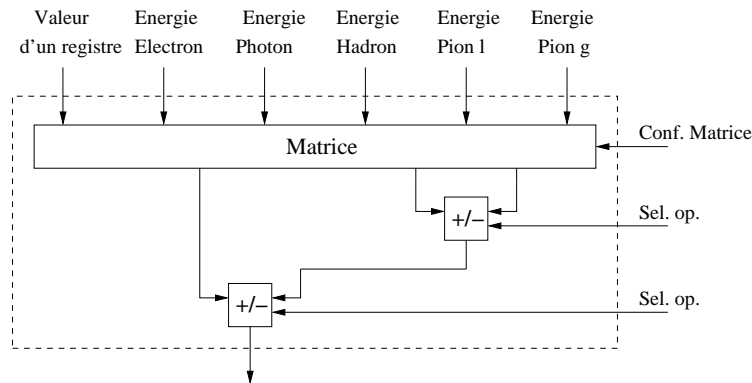 Valeur
d'un registre
Energie
Electron
Energie
Photon
Energie
Hadron
Energie
Pion l
Energie
Pion g
Matrice
Conf. Matrice
+/−
Sel. op.
+/−
Sel. op.